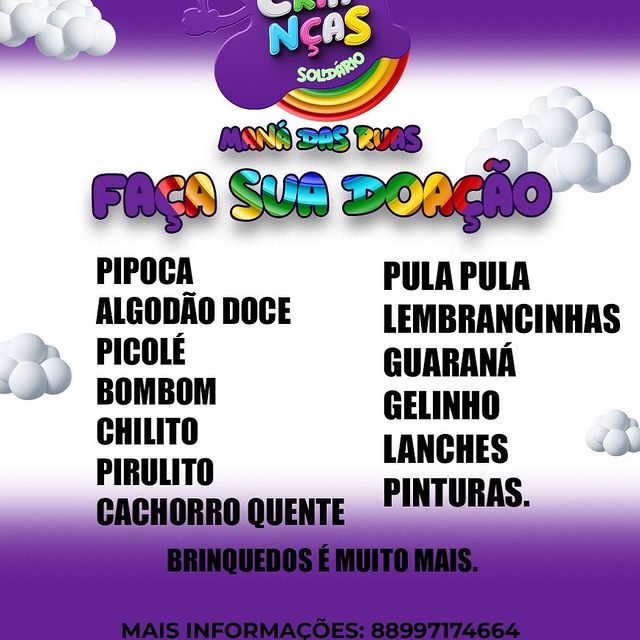 NÇAS
SOLIDÁRIO
MANÁ DAS RUAS
FAÇA SUA DOAÇÃO
PIPOCA
ALGODÃO DOCE
PICOLÉ
BOMBOM
CHILITO
PIRULITO
CACHORRO QUENTE
PULA PULA
LEMBRANCINHAS
GUARANÁ
GELINHO
LANCHES
PINTURAS.
BRINQUEDOS É MUITO MAIS.
MAIS INFORMAÇÕES: 88997174664